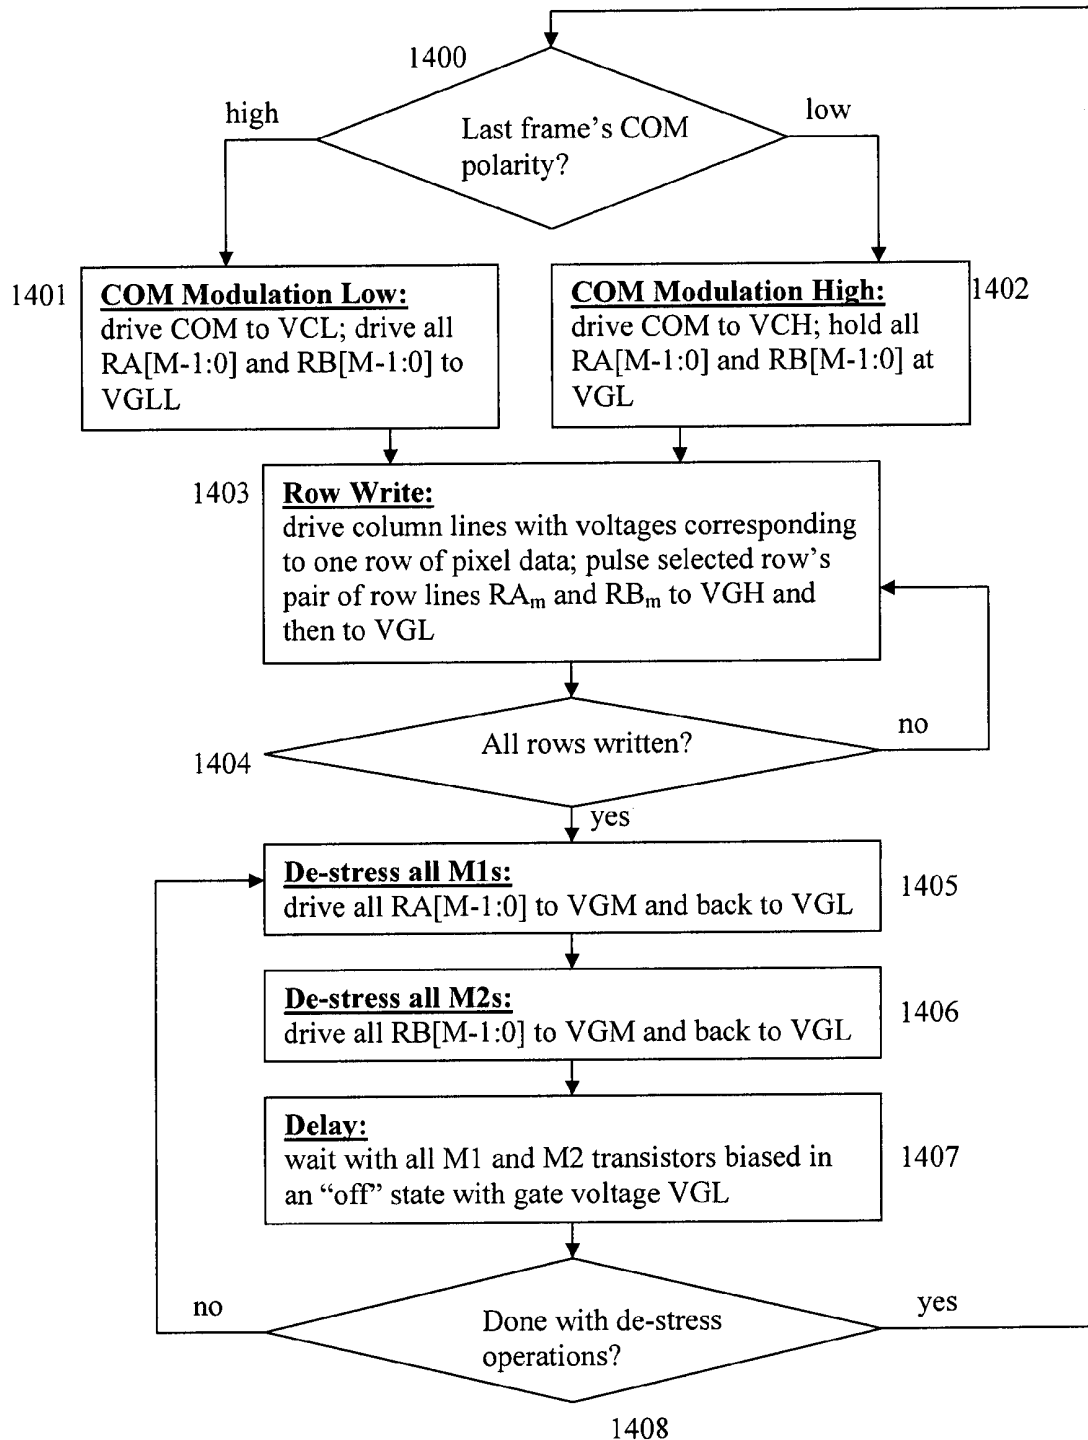 1400
high
low
Last frame's COM
polarity?
1401
COM Modulation Low:
drive COM to VCL; drive all
RA[M-1:0] and RB[M-1:0] to
VGLL
COM Modulation High:
drive COM to VCH; hold all
RA[M-1:0] and RB[M-1:0] at
VGL
1402
1403
Row Write:
drive column lines with voltages corresponding
to one row of pixel data; pulse selected row's
pair of row lines RAm and RBm to VGH and
then to VGL
All rows written?
no
1404
yes
De-stress all M1s:
drive all RA[M-1:0] to VGM and back to VGL
1405
De-stress all M2s:
drive all RB[M-1:0] to VGM and back to VGL
1406
Delay:
wait with all M1 and M2 transistors biased in
an “off” state with gate voltage VGL
1407
no
yes
Done with de-stress
operations?
1408